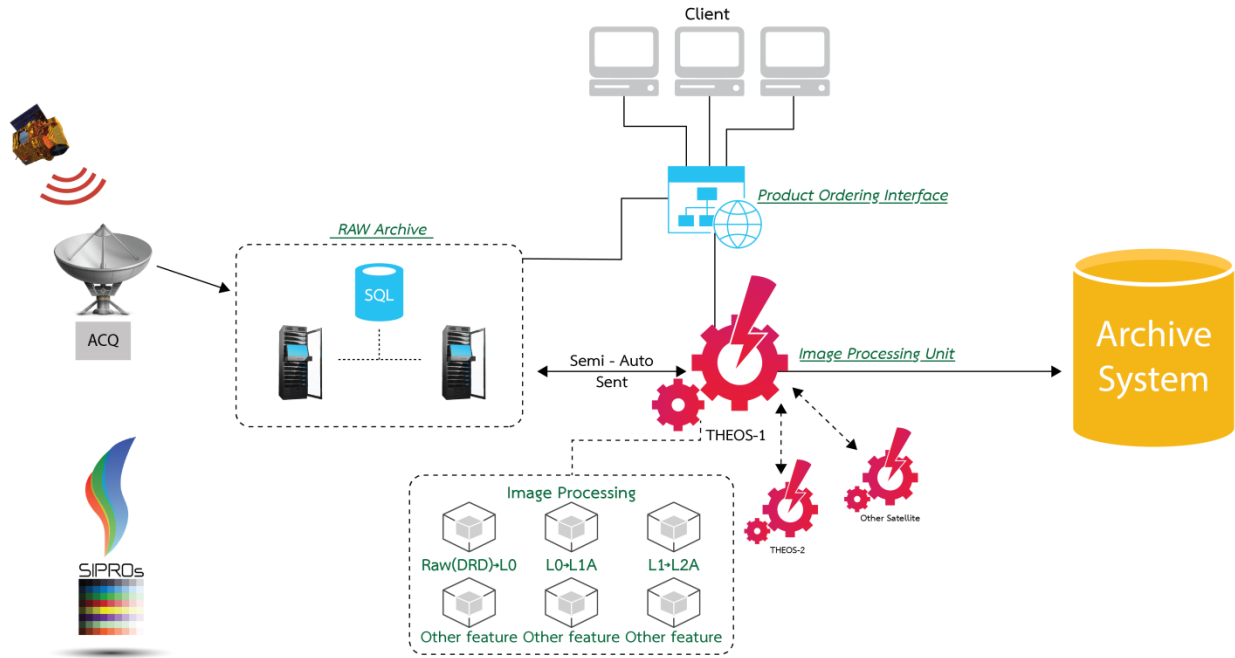 Client
Product Ordering Interface
RAW Archive
SQL
ACQ
Semi - Auto
Sent
Image Processing Unit
Archive
System
THEOS-1
Image Processing
Raw(DRD)→L0
L0→L1A
L1→L2A
Other feature
Other feature
Other feature
THEOS-2
Other Satellite
SIPROs